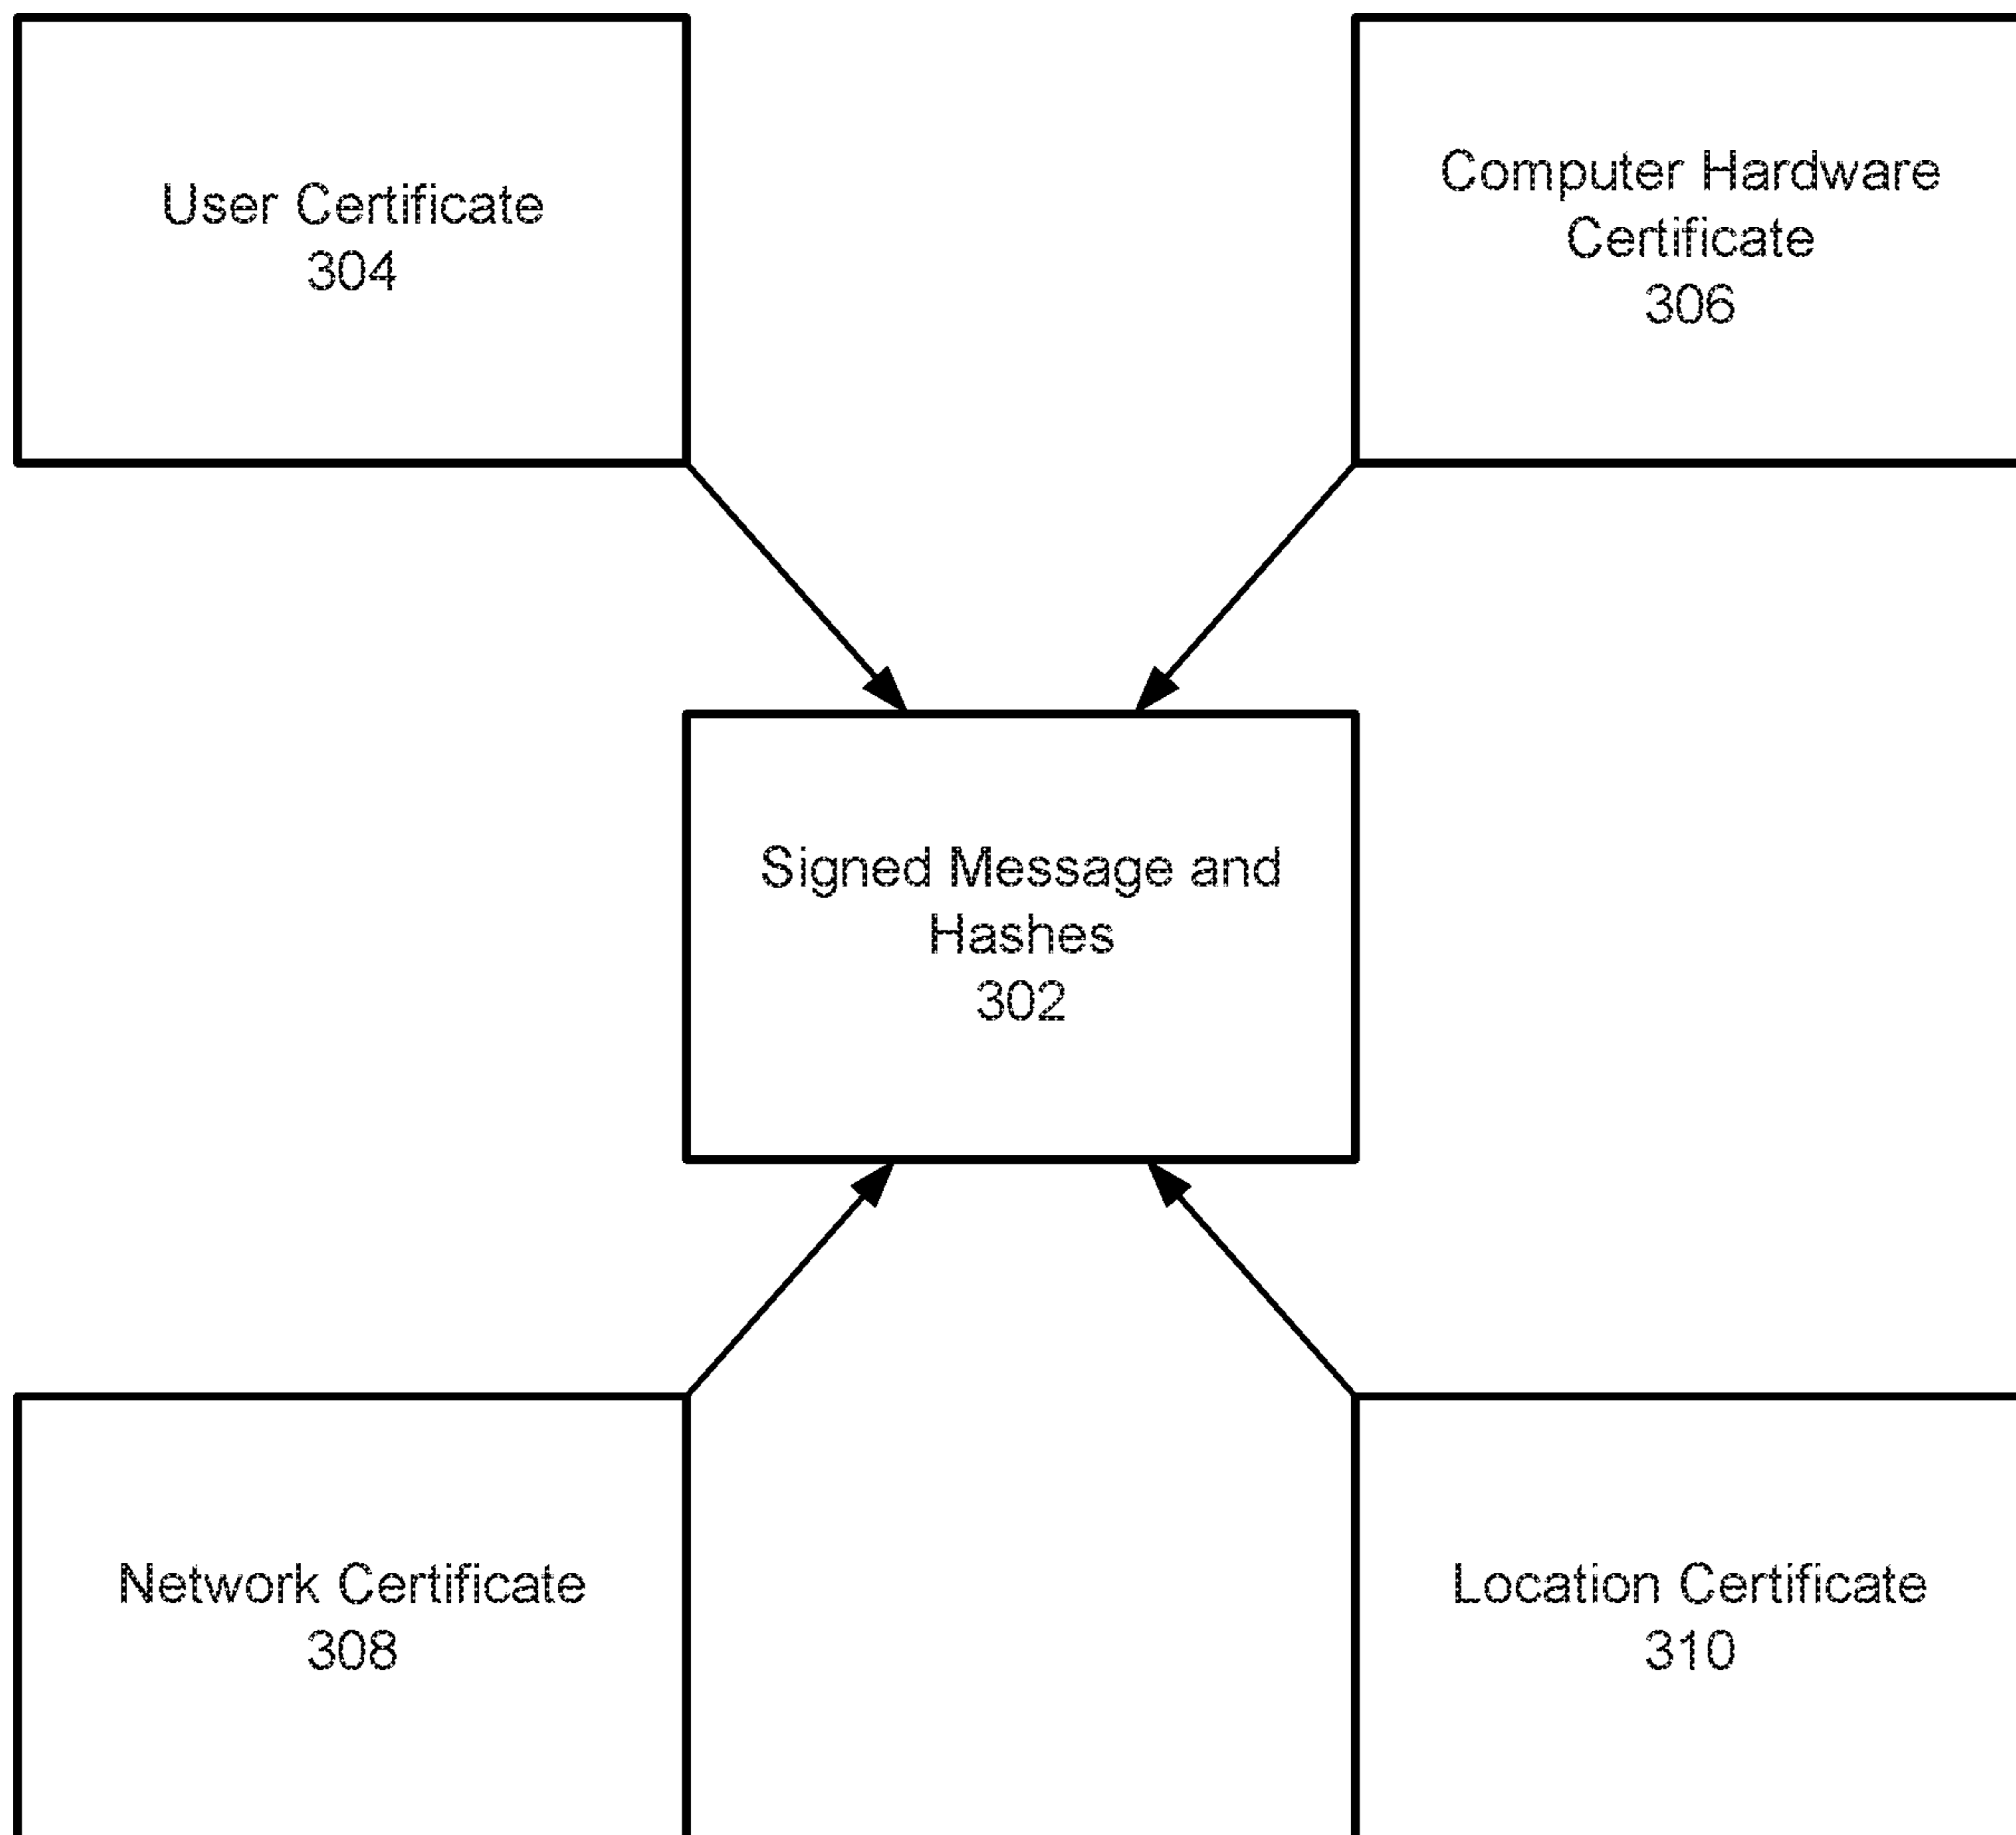 User Certificate
304
Computer Hardware
Certificate
306
Signed Message and
Hashes
302
Network Certificate
308
Location Certificate
310